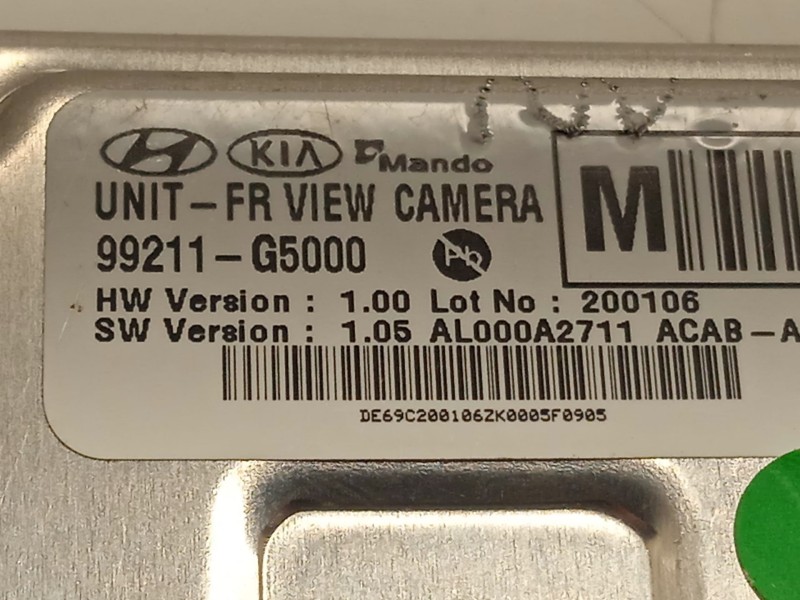 KIA Mando
UNIT-FR VIEW CAMERA
99211-G5000 Pb
M
HW Version : 1.00 Lot No : 200106
SW Version : 1.05 AL000A2711 ACAB-A
DE69C200106ZK0005F0905